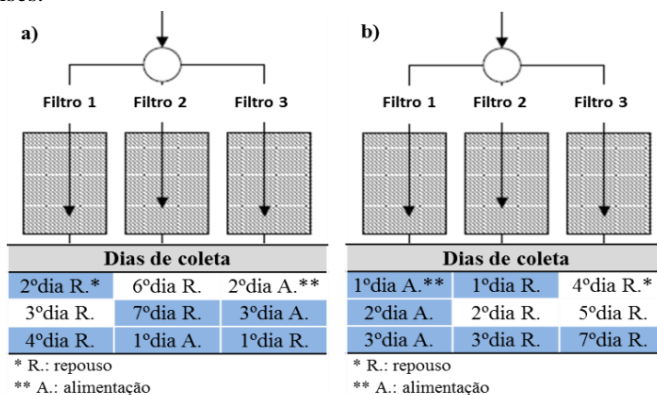 a)
Filtro 1 Filtro 2 Filtro 3
Dias de coleta
2ºdia R.* 6ºdia R. 2ºdia A.**
3ºdia R. 7ºdia R. 3ºdia A.
4ºdia R. 1ºdia A. 1ºdia R.
* R.: repouso
** A.: alimentação
b)
Filtro 1 Filtro 2 Filtro 3
Dias de coleta
1ºdia A.** 1ºdia R. 4ºdia R.*
2ºdia A. 2ºdia R. 5ºdia R.
3ºdia A. 3ºdia R. 7ºdia R.
* R.: repouso
** A.: alimentação